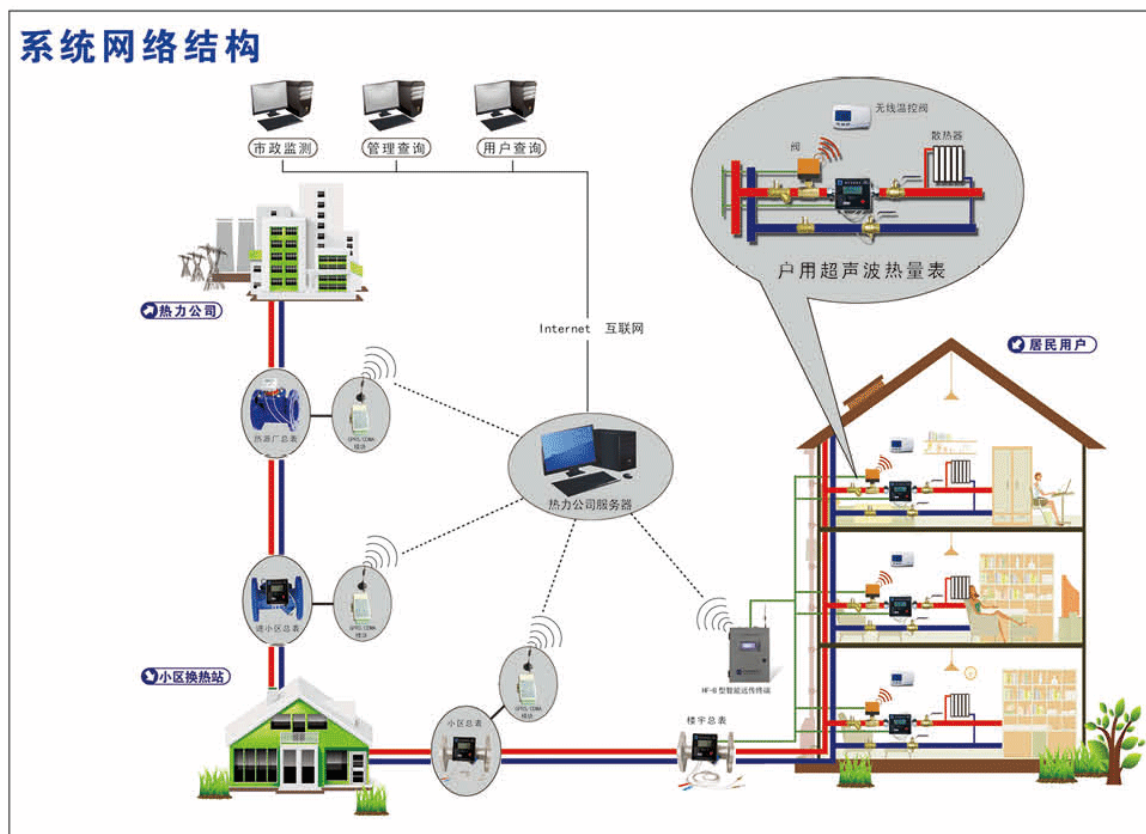 系统网络结构
市政监测
管理查询
用户查询
无线温控阀
阀
散热器
户用超声波热量表
热力公司
Internet 互联网
居民用户
热源厂总表
GPRS/CDMA
模块
热力公司服务器
进小区总表
GPRS/CDMA
模块
小区换热站
GPRS/CDMA
模块
HF-B型智能远传终端
小区总表
楼宇总表